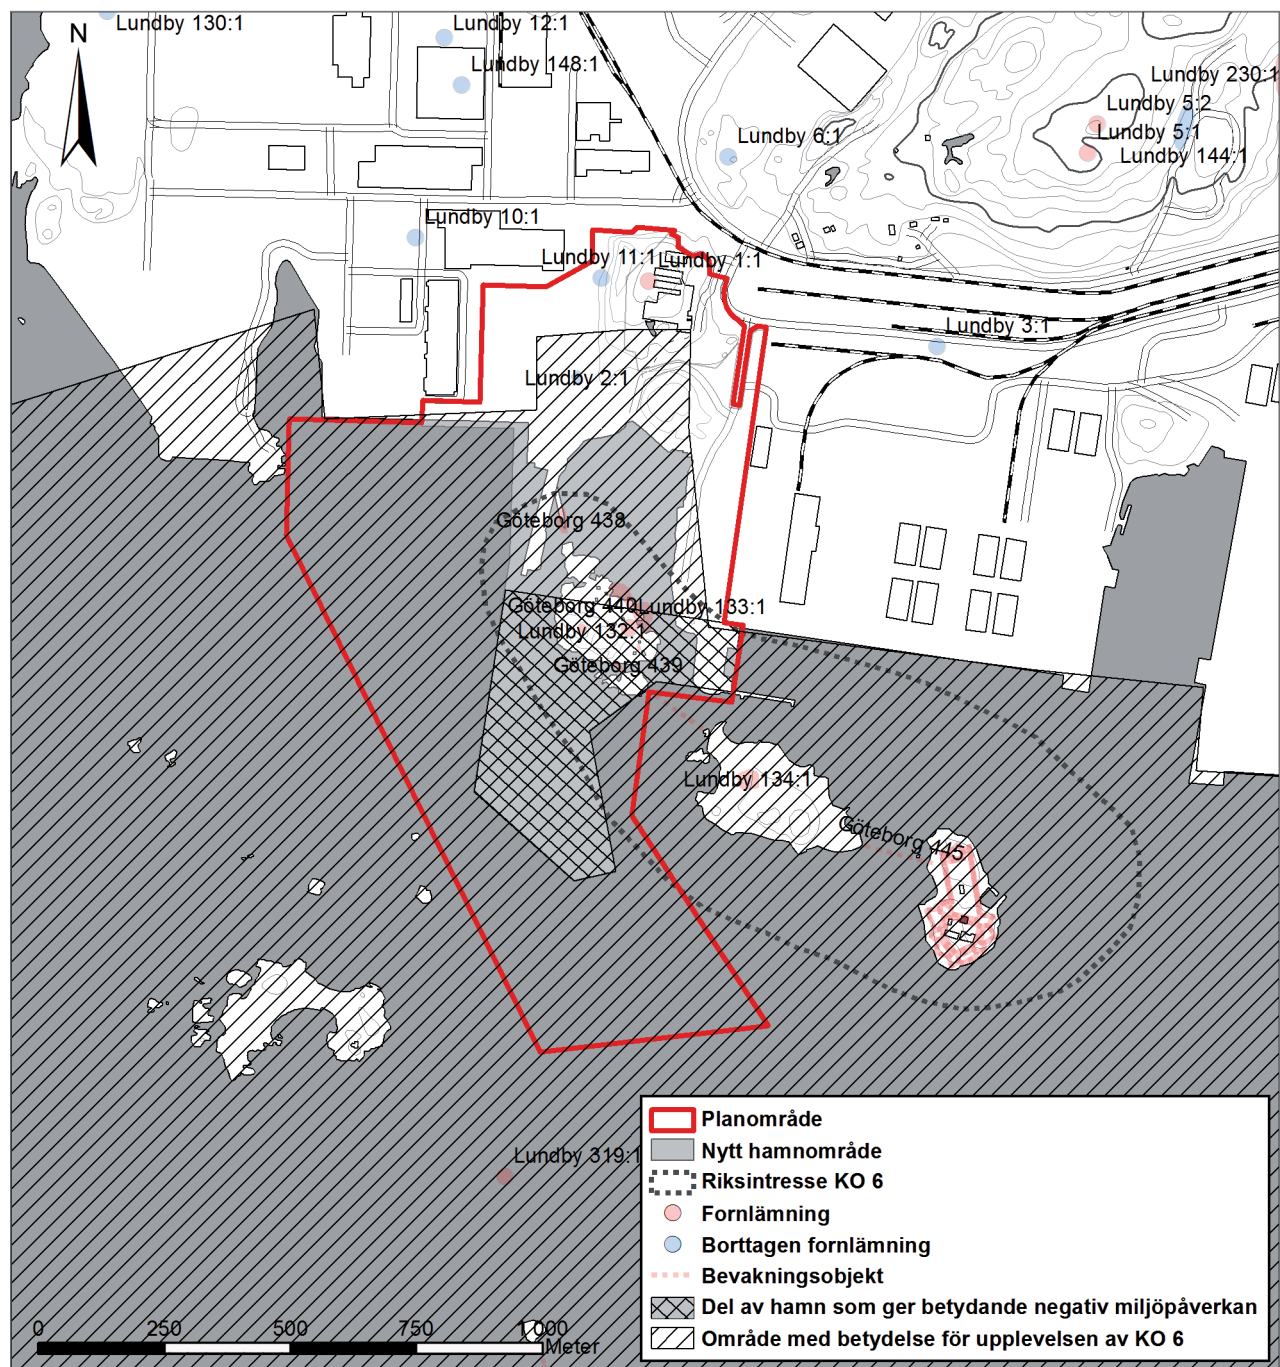 Lundby 130:1
Lundby 12:1
N
Lundby 148:1
Lundby 230:1
Lundby 5:2
Lundby 6:1
Lundby 5:1
Lundby 144:1
Lundby 10:1
Lundby 11:1
Lundby 1:1
Lundby 3:1
Lundby 2:1
Göteborg 438
Göteborg 440
Lundby 133:1
Lundby 132:1
Göteborg 439
Lundby 134:1
Göteborg 445
Lundby 319:1
Planområde
Nytt hamnområde
Riksintresse KO 6
Fornlämning
Borttagen fornlämning
Bevakningsobjekt
Del av hamn som ger betydande negativ miljöpåverkan
Område med betydelse för upplevelsen av KO 6
0 250 500 750 1 000
Meter